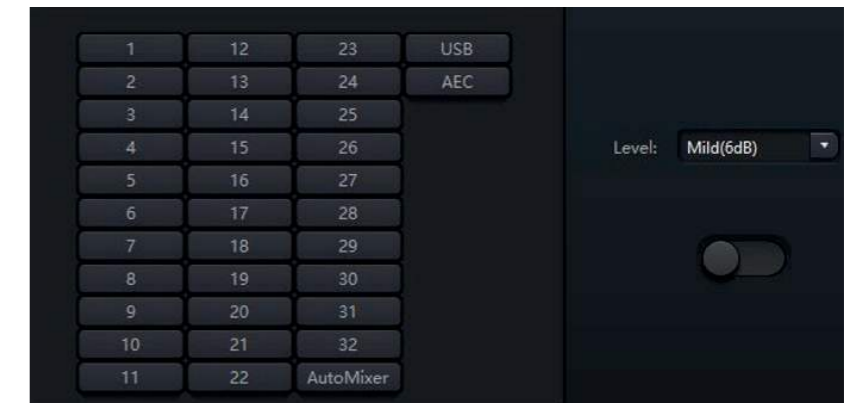 1 12 23 USB
2 13 24 AEC
3 14 25
4 15 26 Level: Mild(6dB)
5 16 27
6 17 28
7 18 29
8 19 30
9 20 31
10 21 32
11 22 AutoMixer